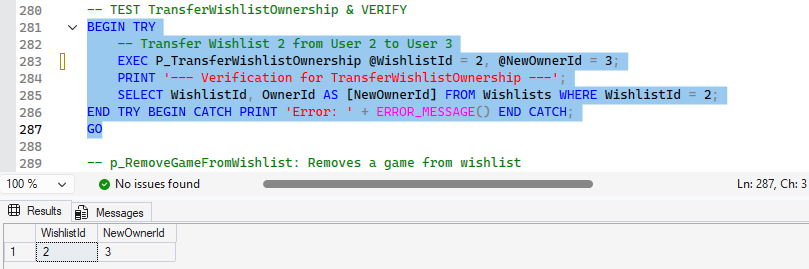 280 -- TEST TransferWishlistOwnership & VERIFY
281 BEGIN TRY
282 -- Transfer Wishlist 2 from User 2 to User 3
283 EXEC P_TransferWishlistOwnership @WishlistId = 2, @NewOwnerId = 3;
284 PRINT '--- Verification for TransferWishlistOwnership ---';
285 SELECT WishlistId, OwnerId AS [NewOwnerId] FROM Wishlists WHERE WishlistId = 2;
286 END TRY BEGIN CATCH PRINT 'Error: ' + ERROR_MESSAGE() END CATCH;
287 GO
288
289 -- p_RemoveGameFromWishlist: Removes a game from wishlist
100 % No issues found Ln: 287, Ch: 3
Results Messages
WishlistId NewOwnerId
1 2 3